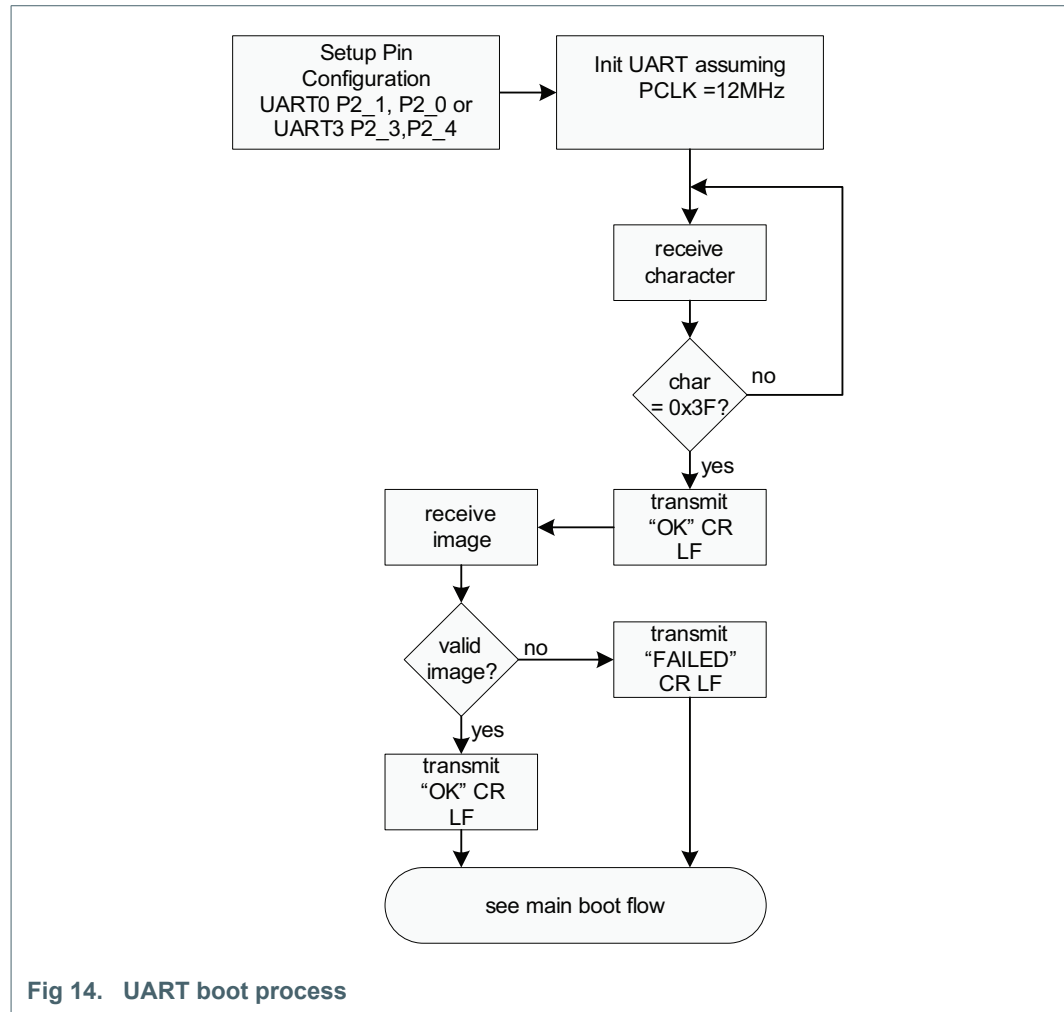 Setup Pin
Configuration
UART0 P2_1, P2_0 or
UART3 P2_3,P2_4
Init UART assuming
PCLK =12MHz
receive
character
char
= 0x3F?
no
yes
transmit
“OK” CR
LF
receive
image
valid
image?
no
transmit
“FAILED”
CR LF
yes
transmit
“OK” CR
LF
see main boot flow
Fig 14. UART boot process